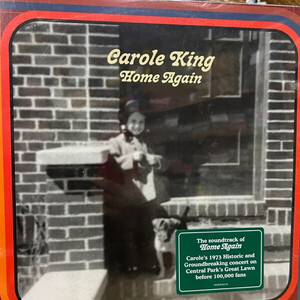 Carole King
Home Again
The soundtrack of
Home Again
Carole's 1973 Historic and
Groundbreaking concert on
Central Park's Great Lawn
before 100,000 fans